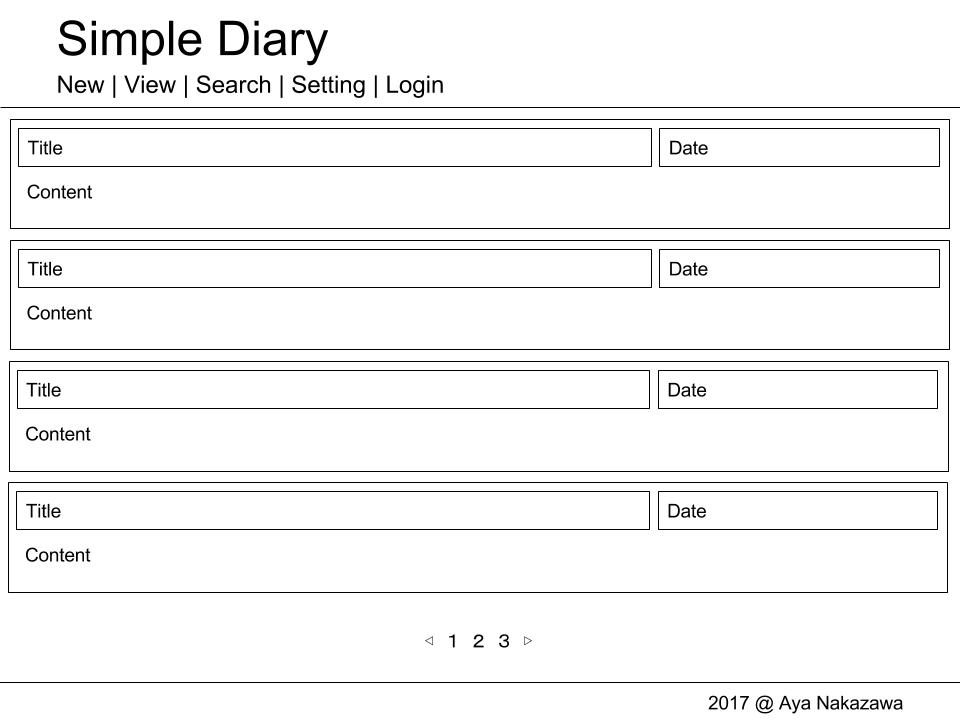 Simple Diary
New | View | Search | Setting | Login
Title Date
Content
Title Date
Content
Title Date
Content
Title Date
Content
◁ 1 2 3 ▷
2017 @ Aya Nakazawa